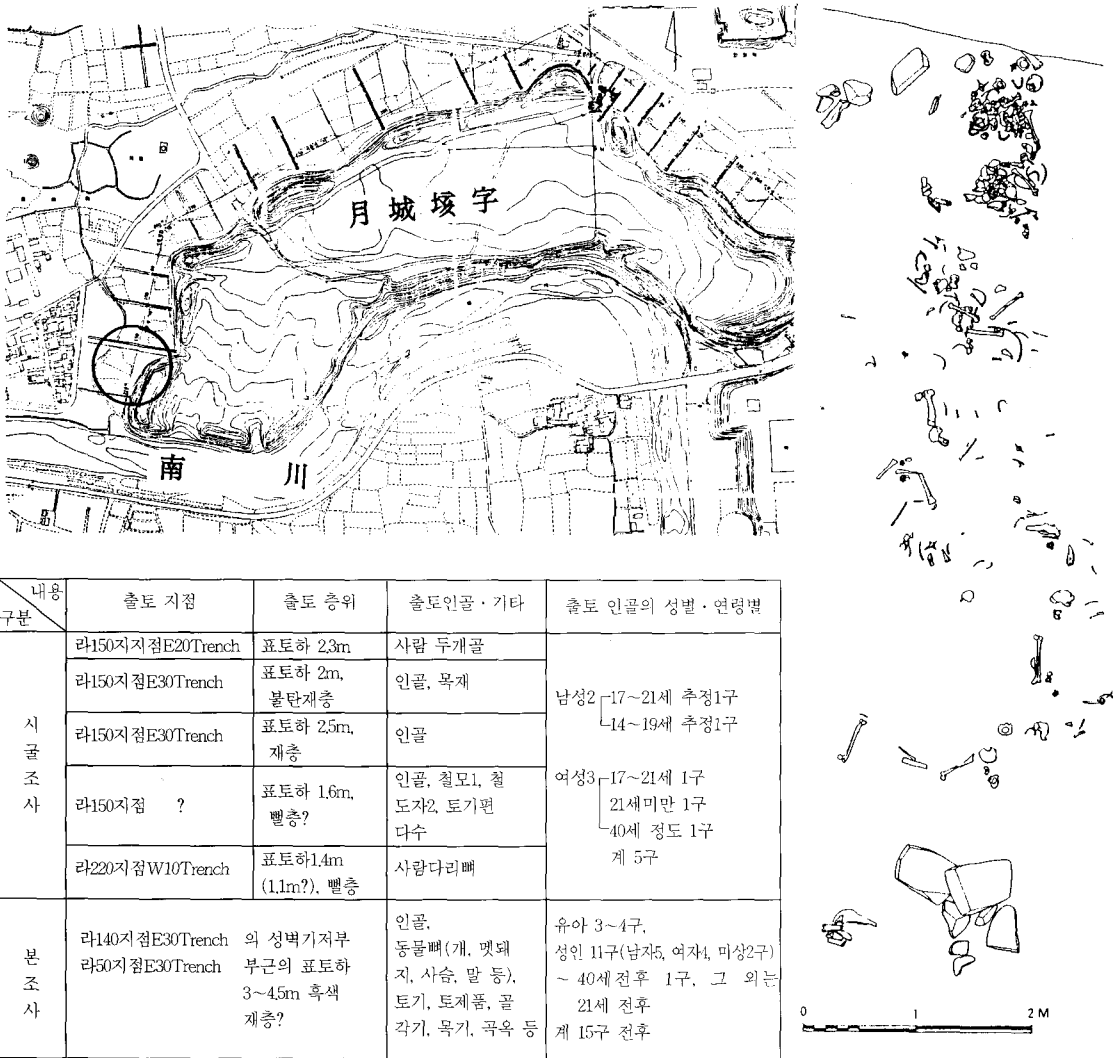 月城垓字
南 川
내용
구분
출토 지점
출토 층위
출토인골·기타
출토 인골의 성별·연령별
시굴조사
라150지지점E20Trench
표토하 2.3m
사람 두개골
라150지점E30Trench
표토하 2m,
불탄재층
인골, 목재
라150지점E30Trench
표토하 2.5m,
재층
인골
라150지점 ?
표토하 1.6m,
뻘층?
인골, 철모1, 철
도자2, 토기편
다수
라220지점W10Trench
표토하1.4m
(1.1m?), 뻘층
사람다리뼈
남성2 17~21세 추정1구
14~19세 추정1구
여성3 17~21세 1구
21세미만 1구
40세 정도 1구
계 5구
본조사
라140지점E30Trench
라50지점E30Trench
의 성벽기저부
부근의 표토하
3~4.5m 흑색
재층?
인골,
동물뼈(개, 멧돼
지, 사슴, 말 등),
토기, 토제품, 골
각기, 목기, 곡옥 등
유아 3~4구,
성인 11구(남자5, 여자4, 미상2구)
~ 40세전후 1구, 그 외는
21세 전후
계 15구 전후
0 1 2 M